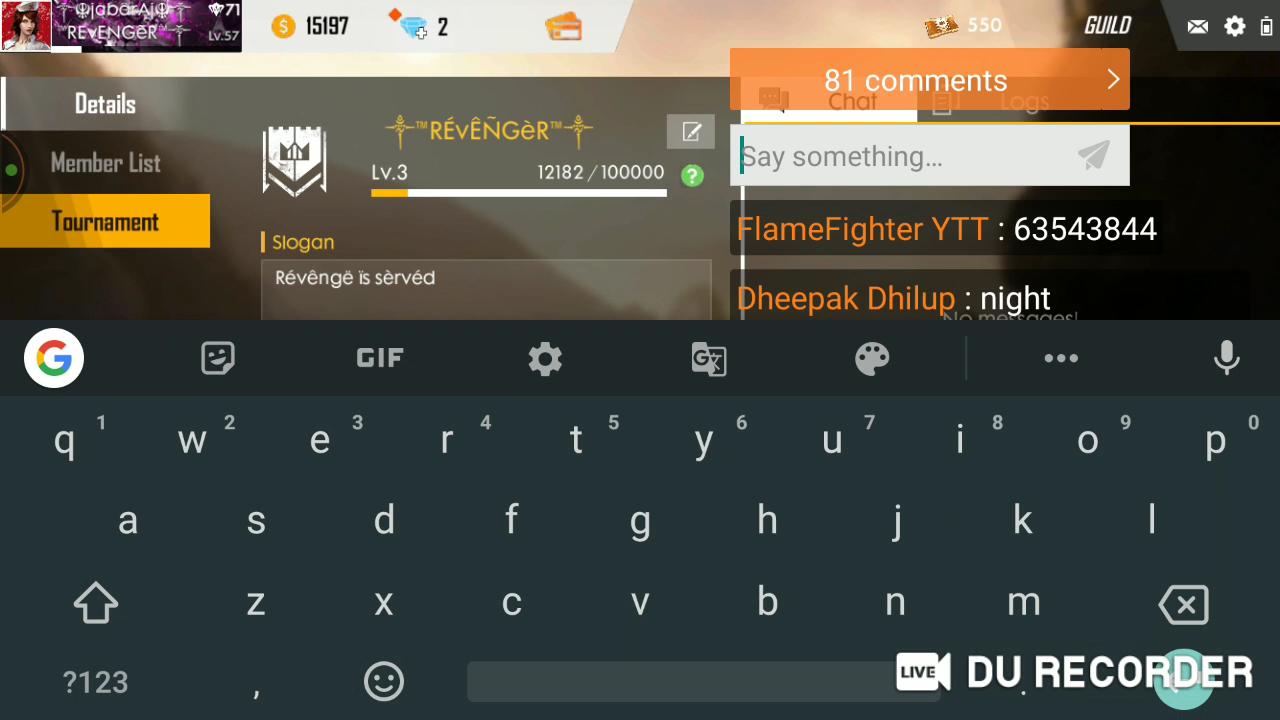 ΨjabarAjΨ
™RÉVÊÑGÈR™
71
Lv.57
15197
2
550
GUILD
Details
Member List
Tournament
™RÉvÊÑGèR™
Lv.3
12182 / 100000
?
Slogan
Révêngë ïs sèrvéd
81 comments
Chat
Logs
Say something...
FlameFighter YTT : 63543844
Dheepak Dhilup : night
No messages!
G
GIF
q 1 w 2 e 3 r 4 t 5 y 6 u 7 i 8 o 9 p 0
a s d f g h j k l
z x c v b n m
?123 , .
LIVE DU RECORDER